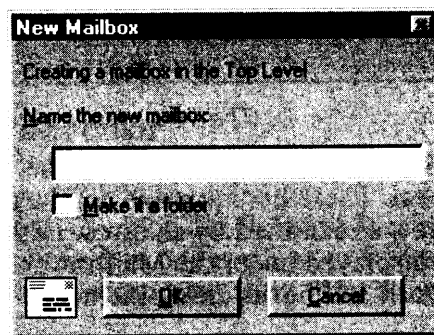 New Mailbox
Creating a mailbox in the Top Level
Name the new mailbox:
Make it a folder
OK
Cancel